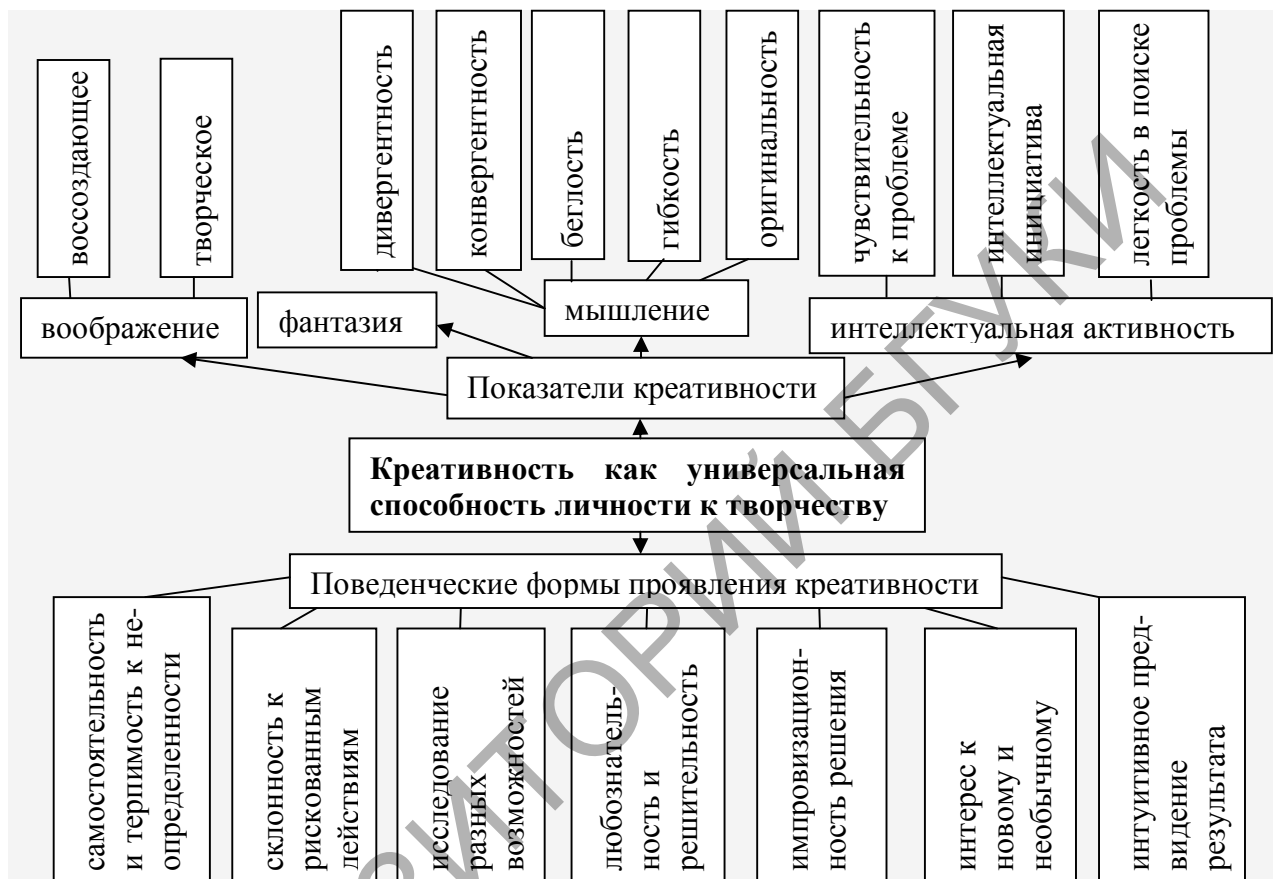 воссоздающее
творческое
дивергентность
конвергентность
беглость
гибкость
оригинальность
чувствительность
к проблеме
интеллектуальная
инициатива
легкость в поиске
проблемы
воображение
фантазия
мышление
интеллектуальная активность
Показатели креативности
Креативность как универсальная
способность личности к творчеству
Поведенческие формы проявления креативности
самостоятельность
и терпимость к не-
определенности
склонность к
рискованным
действиям
исследование
разных
возможностей
любознатель-
ность и
решительность
импровизацион-
ность решения
интерес к
новому и
необычному
интуитивное пред-
видение
результата
РИТОРИЙ БГУКИ